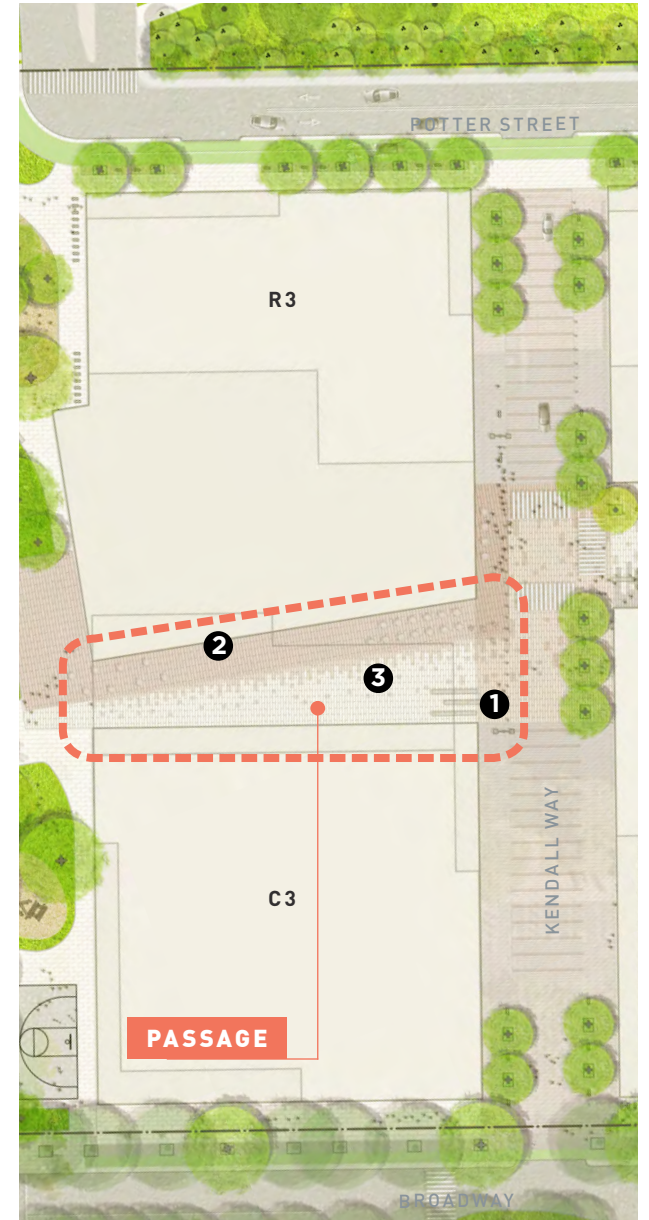 POTTER STREET
R3
2
3
1
KENDALL WAY
C3
PASSAGE
BROADWAY